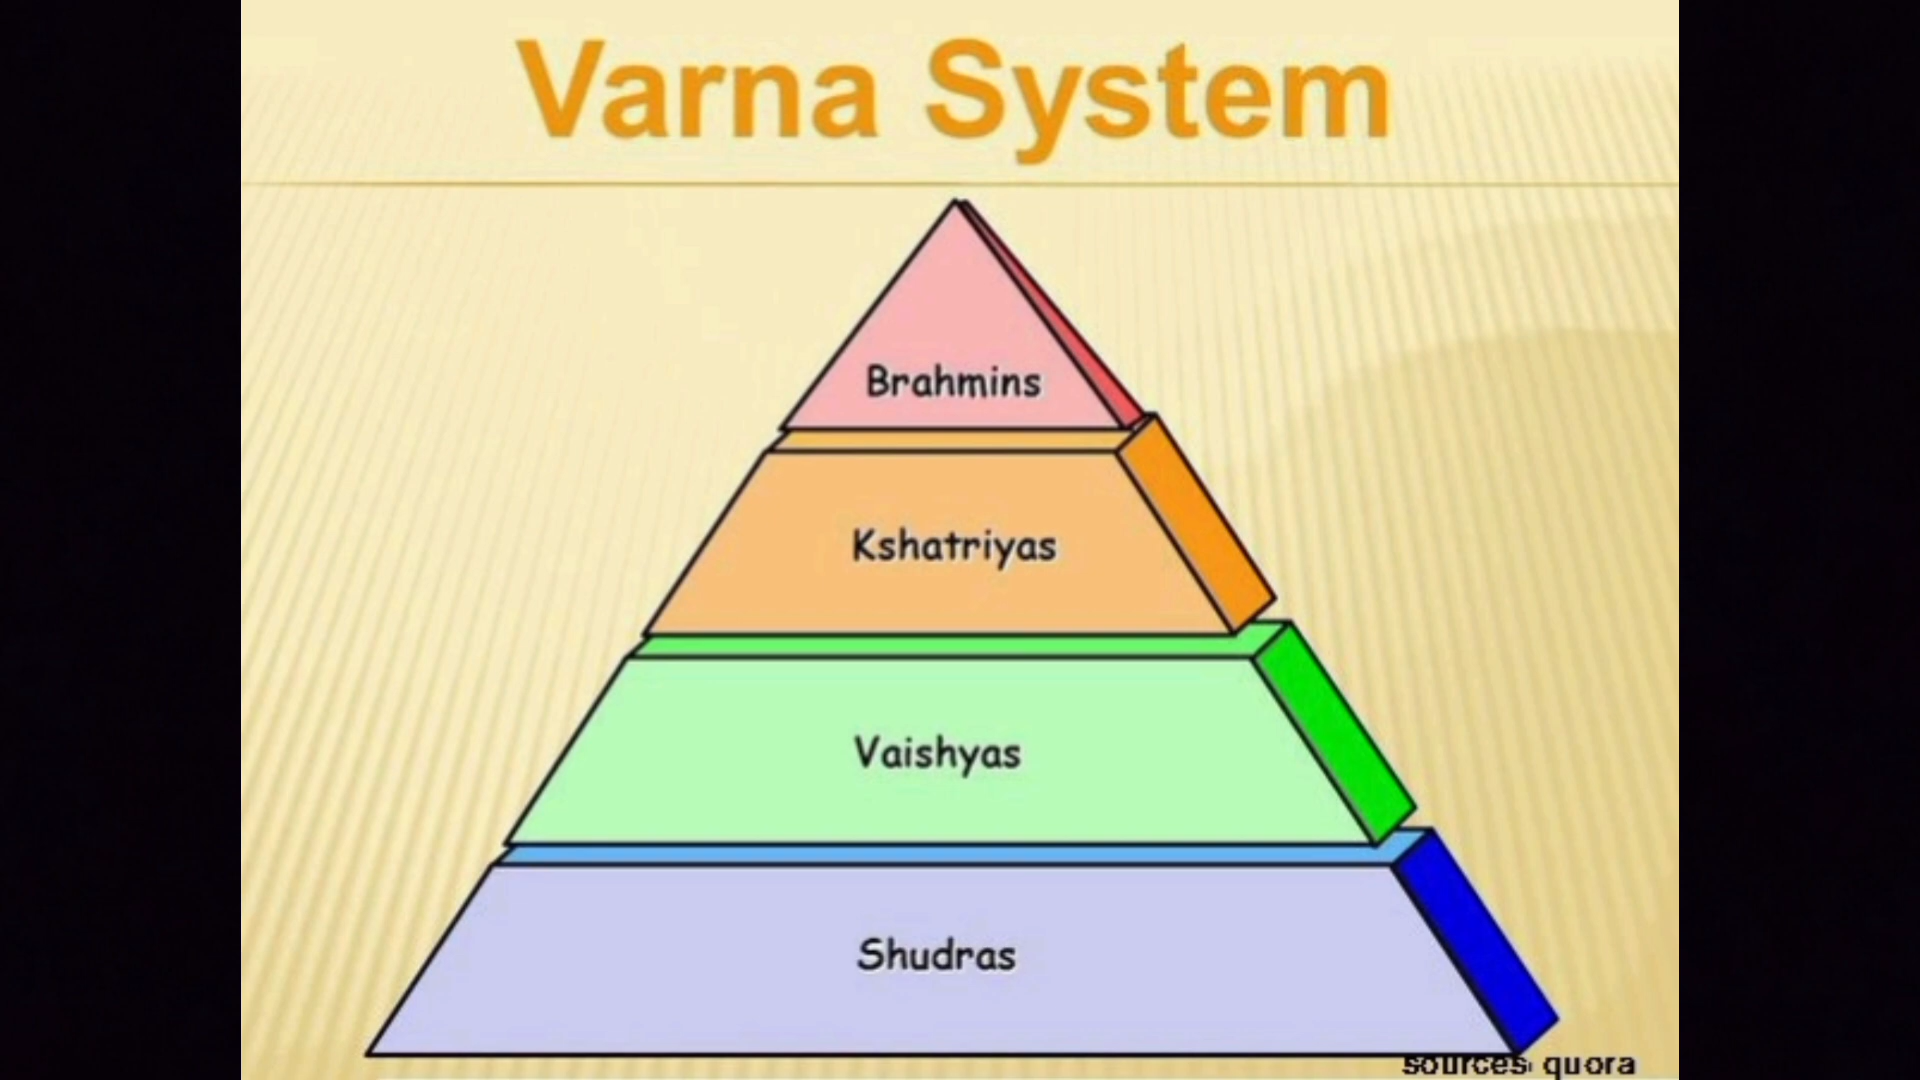 Varna System
Brahmins
Kshatriyas
Vaishyas
Shudras
sources: quora